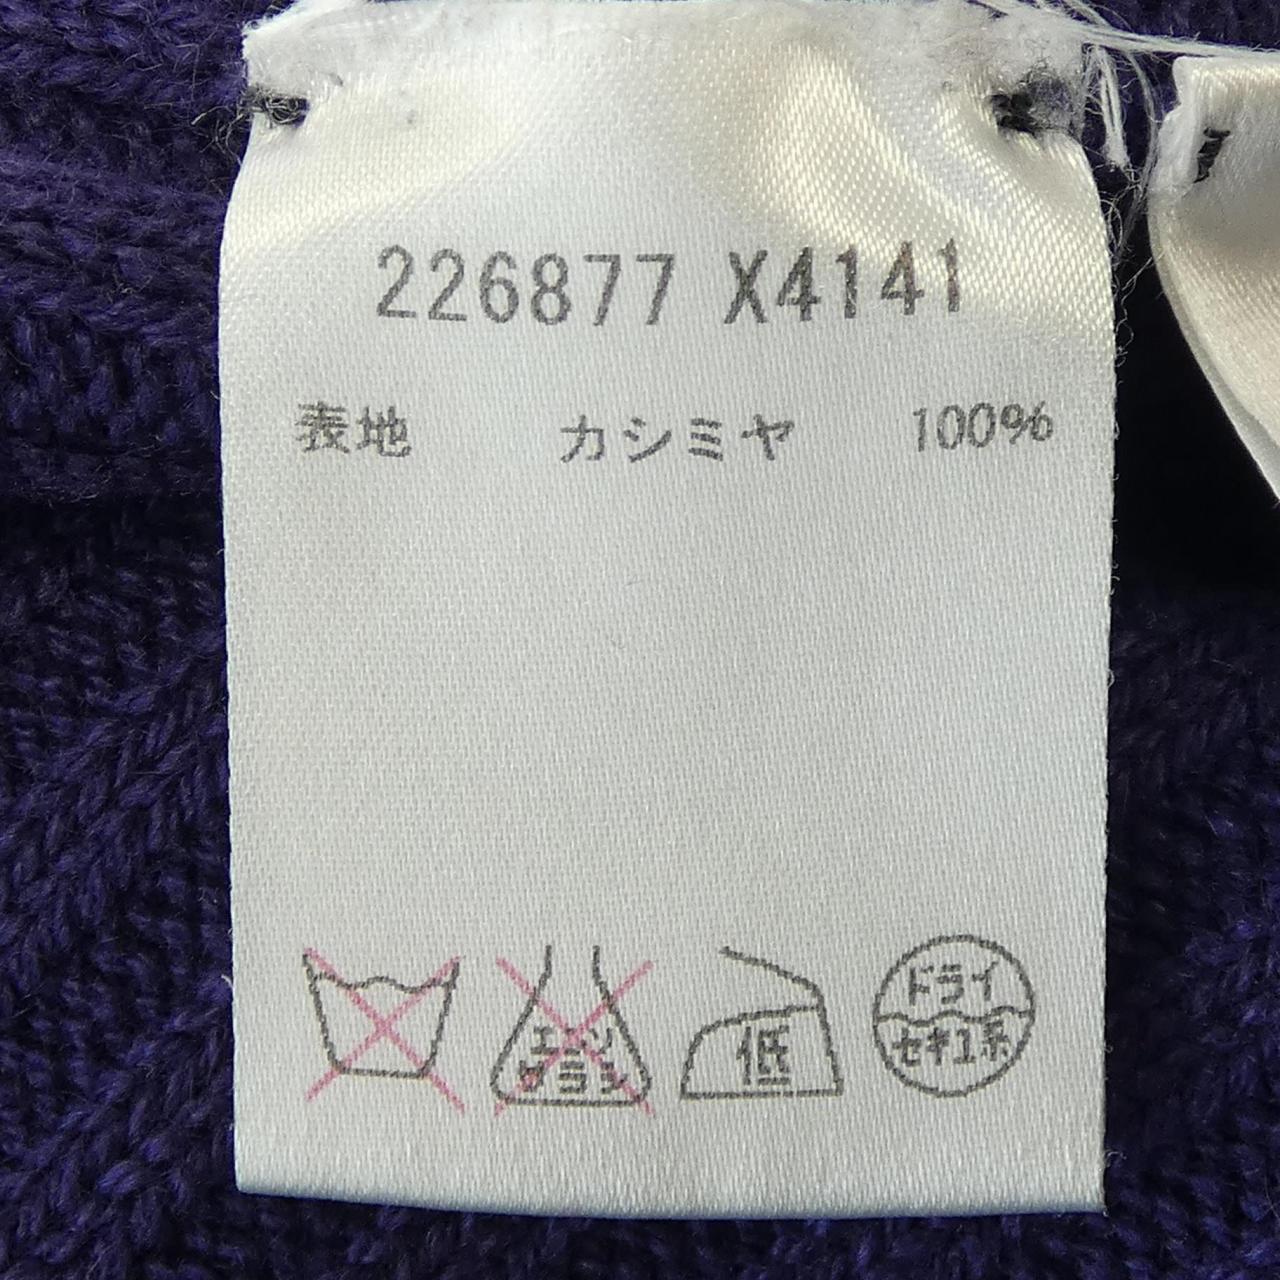 226877 X4141
表地 カシミヤ 100%
エンソ
サラシ
低
ドライ
セキユ系